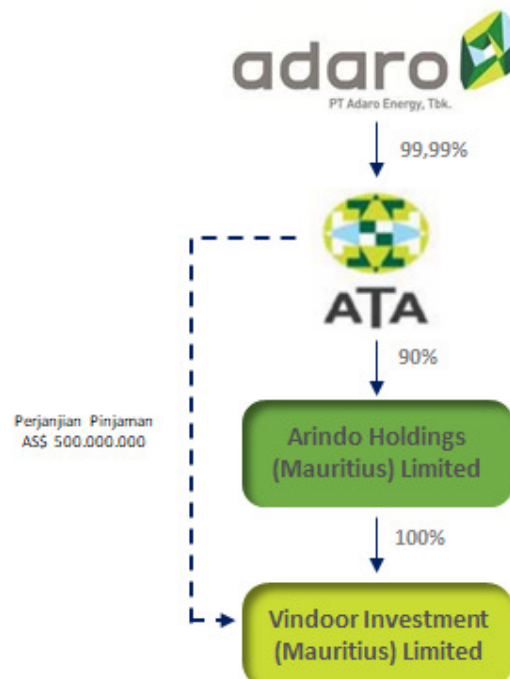 adaro
PT Adaro Energy, Tbk.
99,99%
ATA
90%
Perjanjian Pinjaman
AS$ 500.000.000
Arindo Holdings
(Mauritius) Limited
100%
Vindoor Investment
(Mauritius) Limited